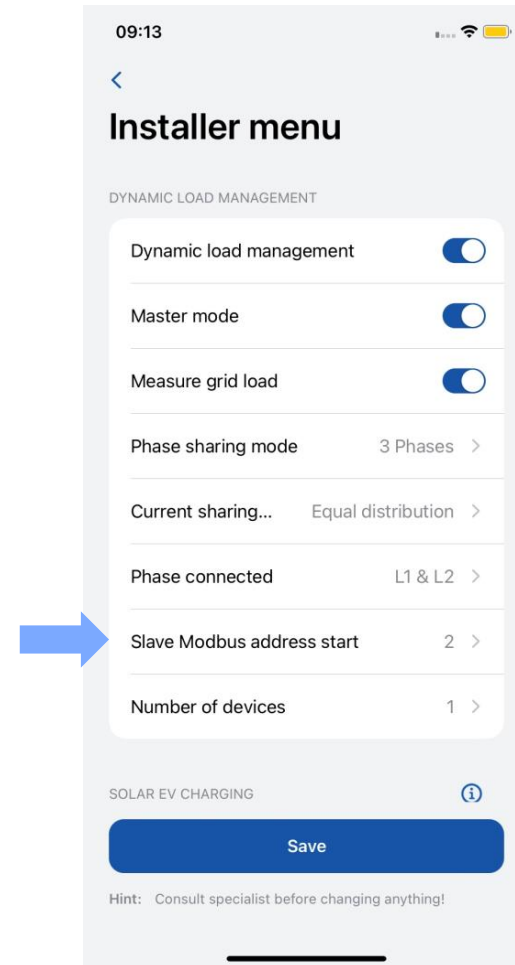 09:13
Installer menu
DYNAMIC LOAD MANAGEMENT
Dynamic load management
Master mode
Measure grid load
Phase sharing mode 3 Phases
Current sharing... Equal distribution
Phase connected L1 & L2
Slave Modbus address start 2
Number of devices 1
SOLAR EV CHARGING
Save
Hint: Consult specialist before changing anything!